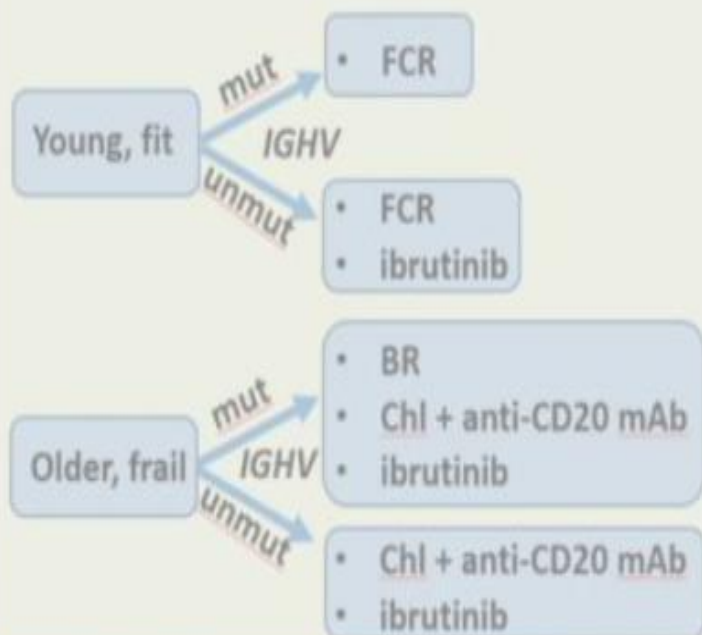 mut
• FCR
Young, fit
IGHV
unmut
• FCR
• ibrutinib
• BR
mut
• Chl + anti-CD20 mAb
Older, frail
IGHV
• ibrutinib
unmut
• Chl + anti-CD20 mAb
• ibrutinib